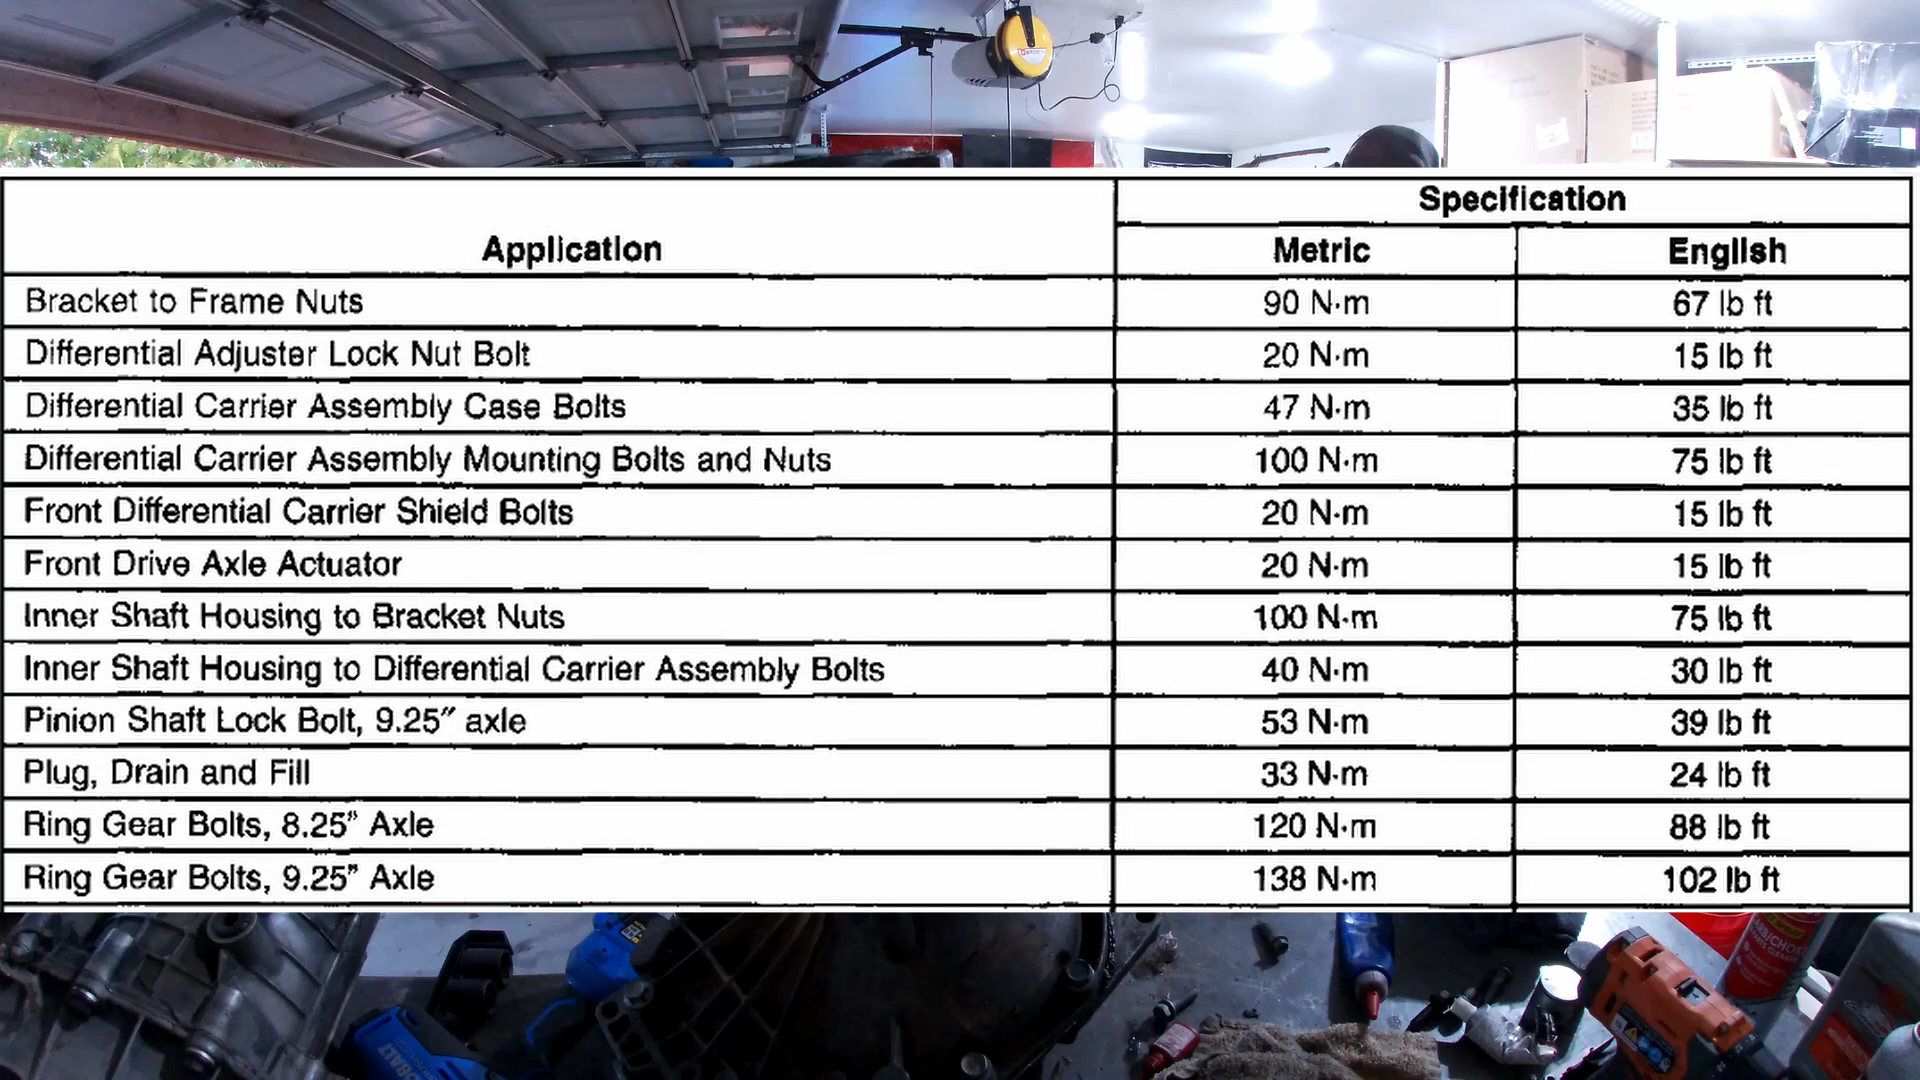 Specification
Application Metric English
Bracket to Frame Nuts 90 N·m 67 lb ft
Differential Adjuster Lock Nut Bolt 20 N·m 15 lb ft
Differential Carrier Assembly Case Bolts 47 N·m 35 lb ft
Differential Carrier Assembly Mounting Bolts and Nuts 100 N·m 75 lb ft
Front Differential Carrier Shield Bolts 20 N·m 15 lb ft
Front Drive Axle Actuator 20 N·m 15 lb ft
Inner Shaft Housing to Bracket Nuts 100 N·m 75 lb ft
Inner Shaft Housing to Differential Carrier Assembly Bolts 40 N·m 30 lb ft
Pinion Shaft Lock Bolt, 9.25″ axle 53 N·m 39 lb ft
Plug, Drain and Fill 33 N·m 24 lb ft
Ring Gear Bolts, 8.25" Axle 120 N·m 88 lb ft
Ring Gear Bolts, 9.25" Axle 138 N·m 102 lb ft
KOBALT